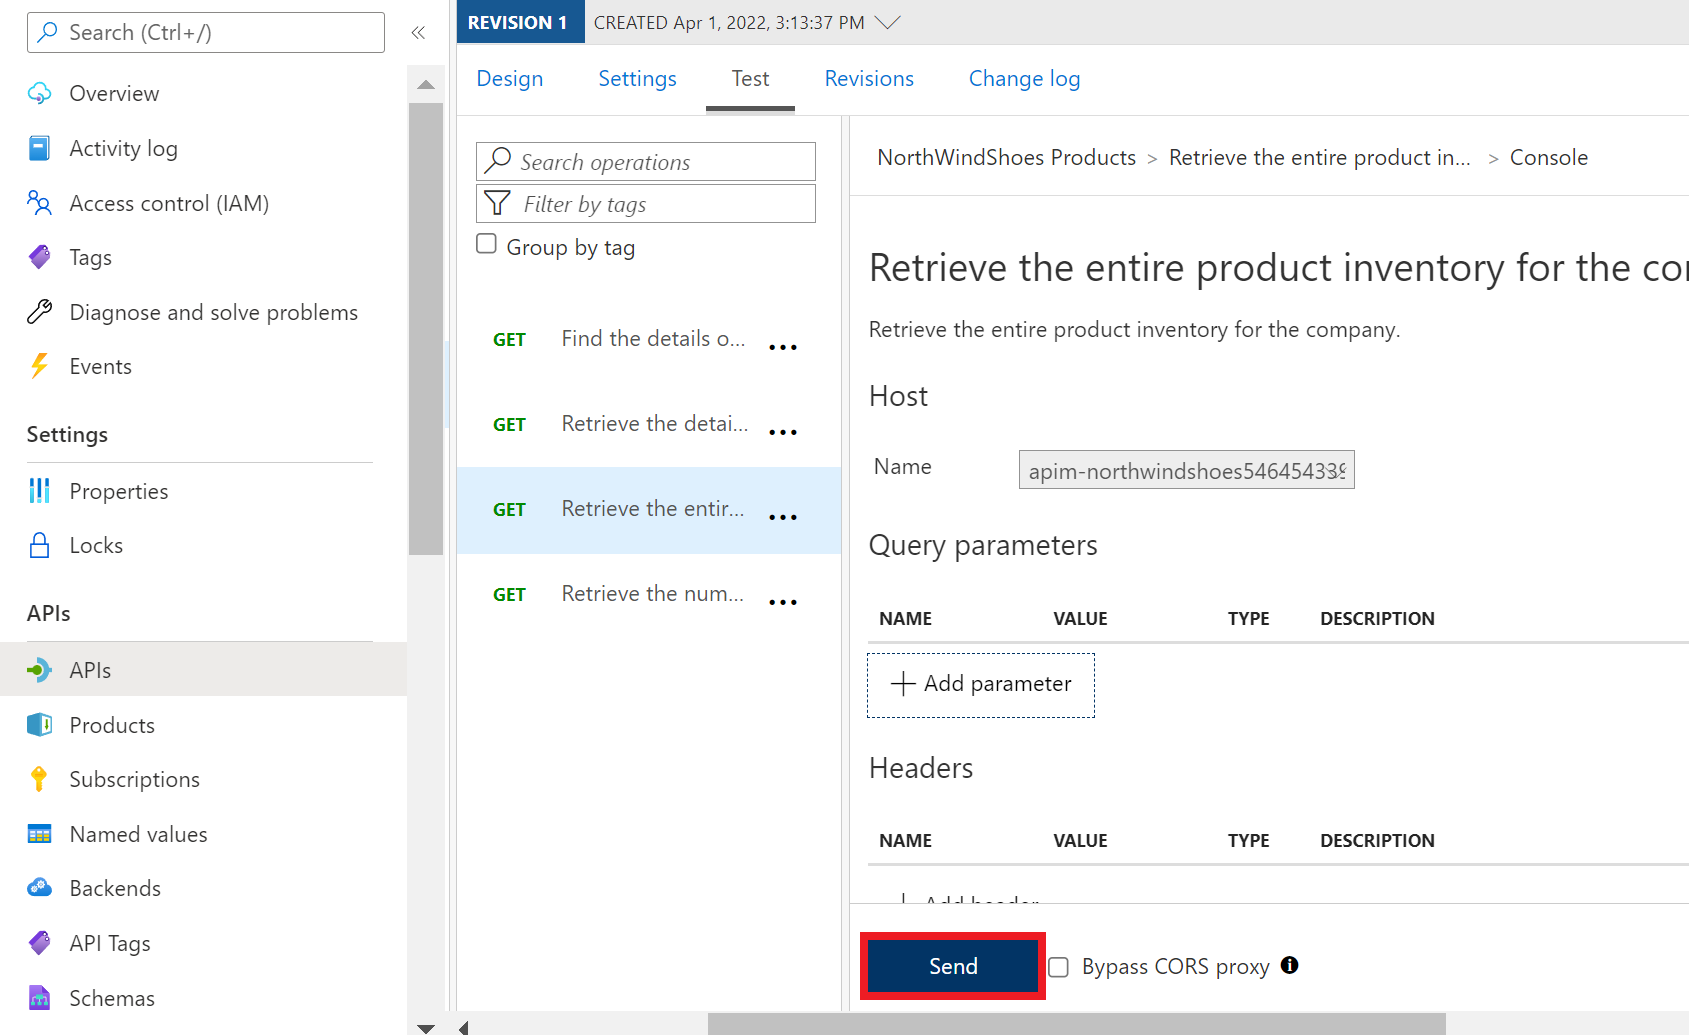 Search (Ctrl+/)
«
Overview
Activity log
Access control (IAM)
Tags
Diagnose and solve problems
Events
Settings
Properties
Locks
APIs
APIs
Products
Subscriptions
Named values
Backends
API Tags
Schemas
REVISION 1
CREATED Apr 1, 2022, 3:13:37 PM
Design
Settings
Test
Revisions
Change log
Search operations
Filter by tags
Group by tag
GET Find the details o... ...
GET Retrieve the detai... ...
GET Retrieve the entir... ...
GET Retrieve the num... ...
NorthWindShoes Products > Retrieve the entire product in... > Console
Retrieve the entire product inventory for the co
Retrieve the entire product inventory for the company.
Host
Name
apim-northwindshoes54645433
Query parameters
NAME VALUE TYPE DESCRIPTION
+ Add parameter
Headers
NAME VALUE TYPE DESCRIPTION
Add header
Send
Bypass CORS proxy